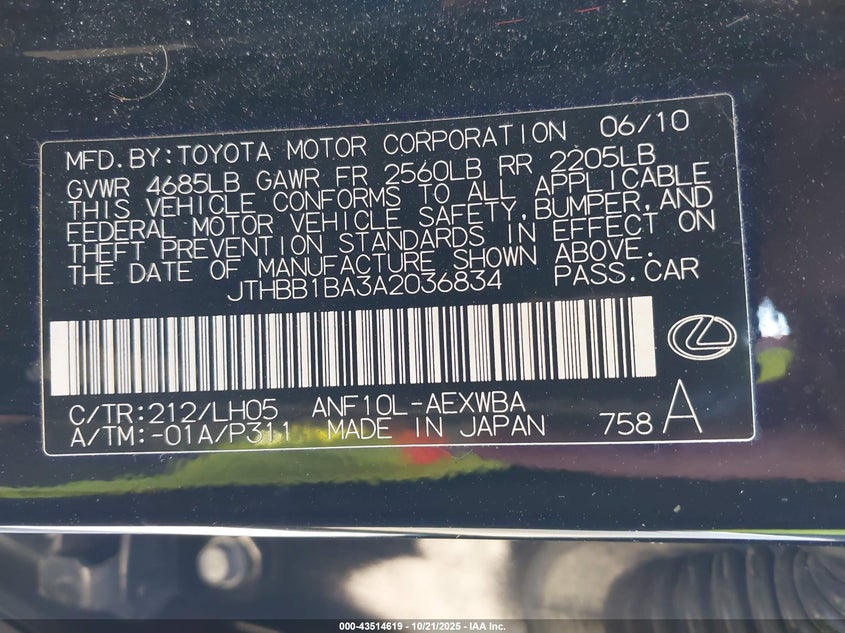 MFD.BY:TOYOTA MOTOR CORPORATION 06/10
GVWR 4685LB GAWR FR 2560LB RR 2205LB
THIS VEHICLE CONFORMS TO ALL APPLICABLE
FEDERAL MOTOR VEHICLE SAFETY,BUMPER,AND
THEFT PREVENTION STANDARDS IN EFFECT ON
THE DATE OF MANUFACTURE SHOWN ABOVE.
JTHBB1BA3A2036834 PASS.CAR
C/TR:212/LH05 ANF10L-AEXWBA
A/TM:-01A/P311 MADE IN JAPAN 758 A
000-43514619 - 10/21/2025 - IAA Inc.